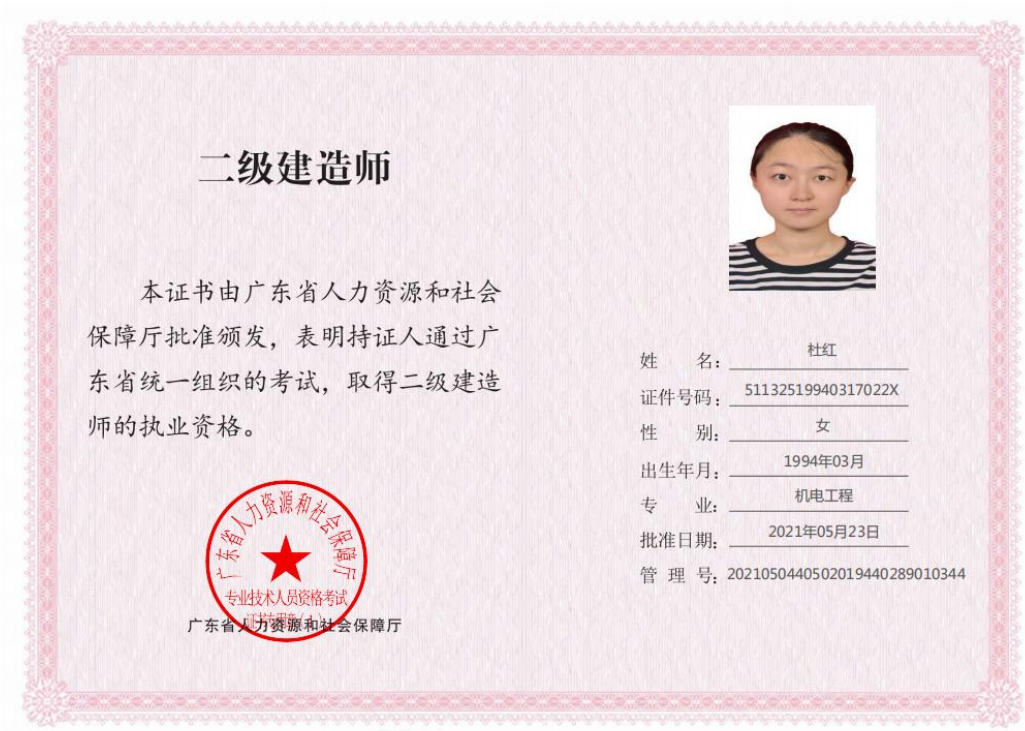 二级建造师
本证书由广东省人力资源和社会
保障厅批准颁发，表明持证人通过广
东省统一组织的考试，取得二级建造
师的执业资格。
广东省人力资源和社会保障厅
专业技术人员资格考试
证书专用章(1)
广东省人力资源和社会保障厅
姓 名：杜红
证件号码：51132519940317022X
性 别：女
出生年月：1994年03月
专 业：机电工程
批准日期：2021年05月23日
管 理 号：2021050440502019440289010344